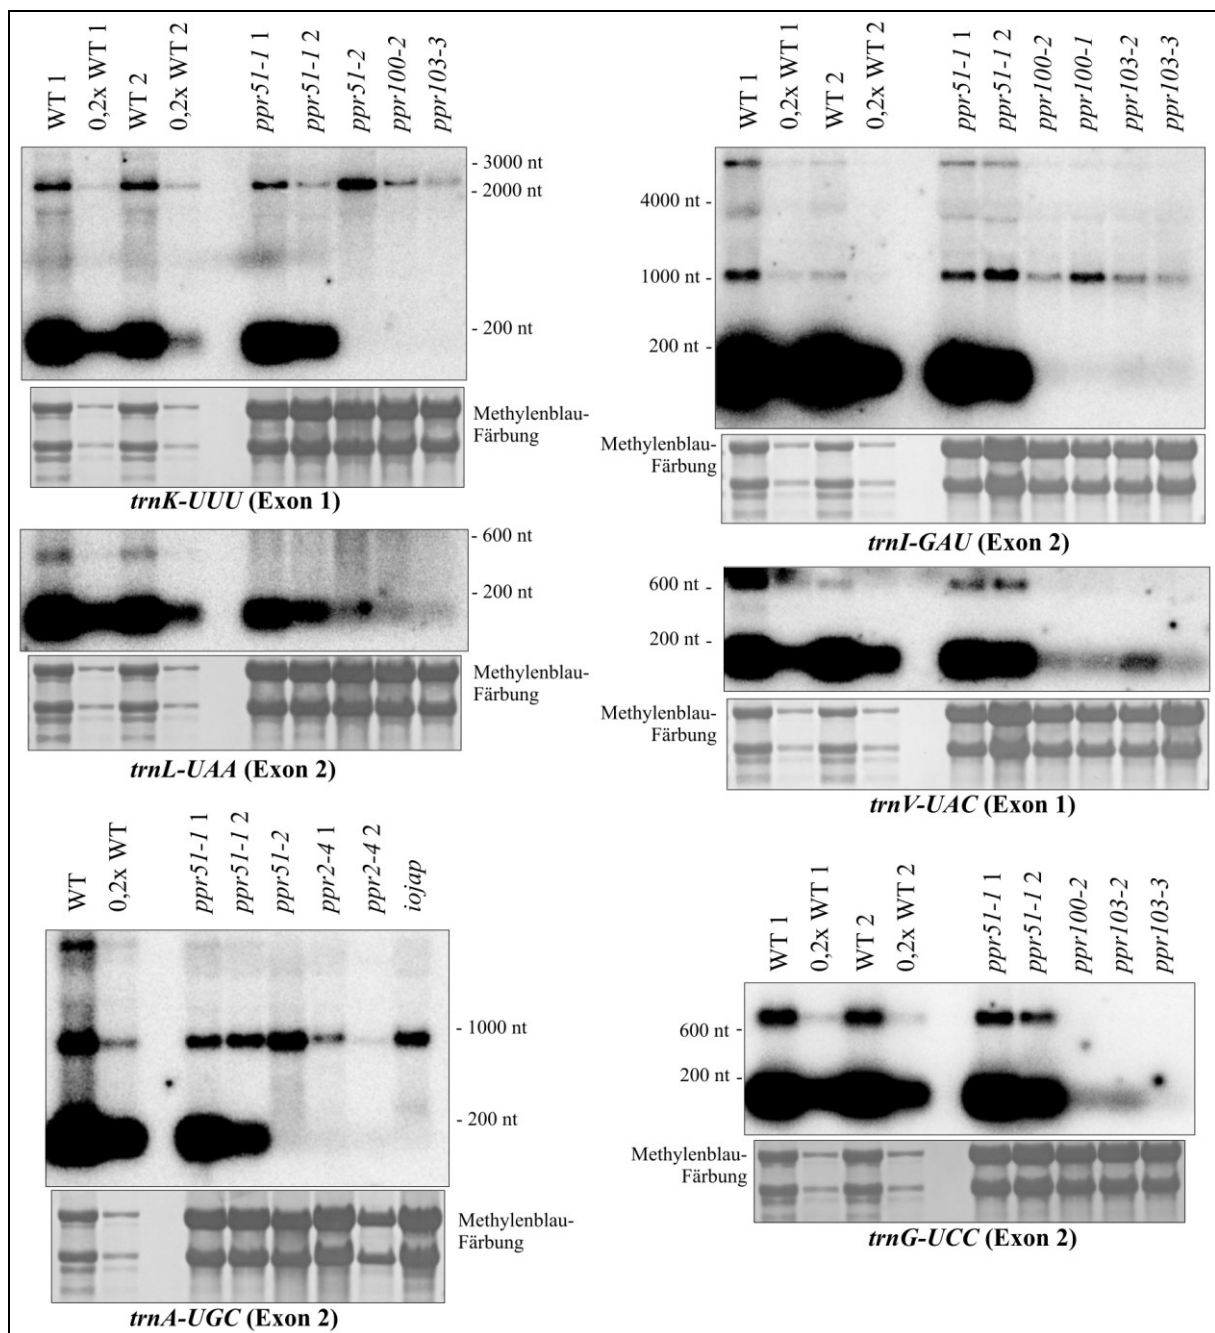 WT 1
0,2x WT 1
WT 2
0,2x WT 2
ppr51-1 1
ppr51-1 2
ppr51-2
ppr100-2
ppr103-3
- 3000 nt
- 2000 nt
- 200 nt
Methylenblau-
Färbung
trnK-UUU (Exon 1)
- 600 nt
- 200 nt
Methylenblau-
Färbung
trnL-UAA (Exon 2)
WT 1
0,2x WT 1
WT 2
0,2x WT 2
ppr51-1 1
ppr51-1 2
ppr100-2
ppr100-1
ppr103-2
ppr103-3
4000 nt -
1000 nt -
200 nt -
Methylenblau-
Färbung
trnI-GAU (Exon 2)
600 nt -
200 nt -
Methylenblau-
Färbung
trnV-UAC (Exon 1)
WT
0,2x WT
ppr51-1 1
ppr51-1 2
ppr51-2
ppr2-4 1
ppr2-4 2
iojap
- 1000 nt
- 200 nt
Methylenblau-
Färbung
trnA-UGC (Exon 2)
WT 1
0,2x WT 1
WT 2
0,2x WT 2
ppr51-1 1
ppr51-1 2
ppr100-2
ppr103-2
ppr103-3
600 nt -
200 nt -
Methylenblau-
Färbung
trnG-UCC (Exon 2)